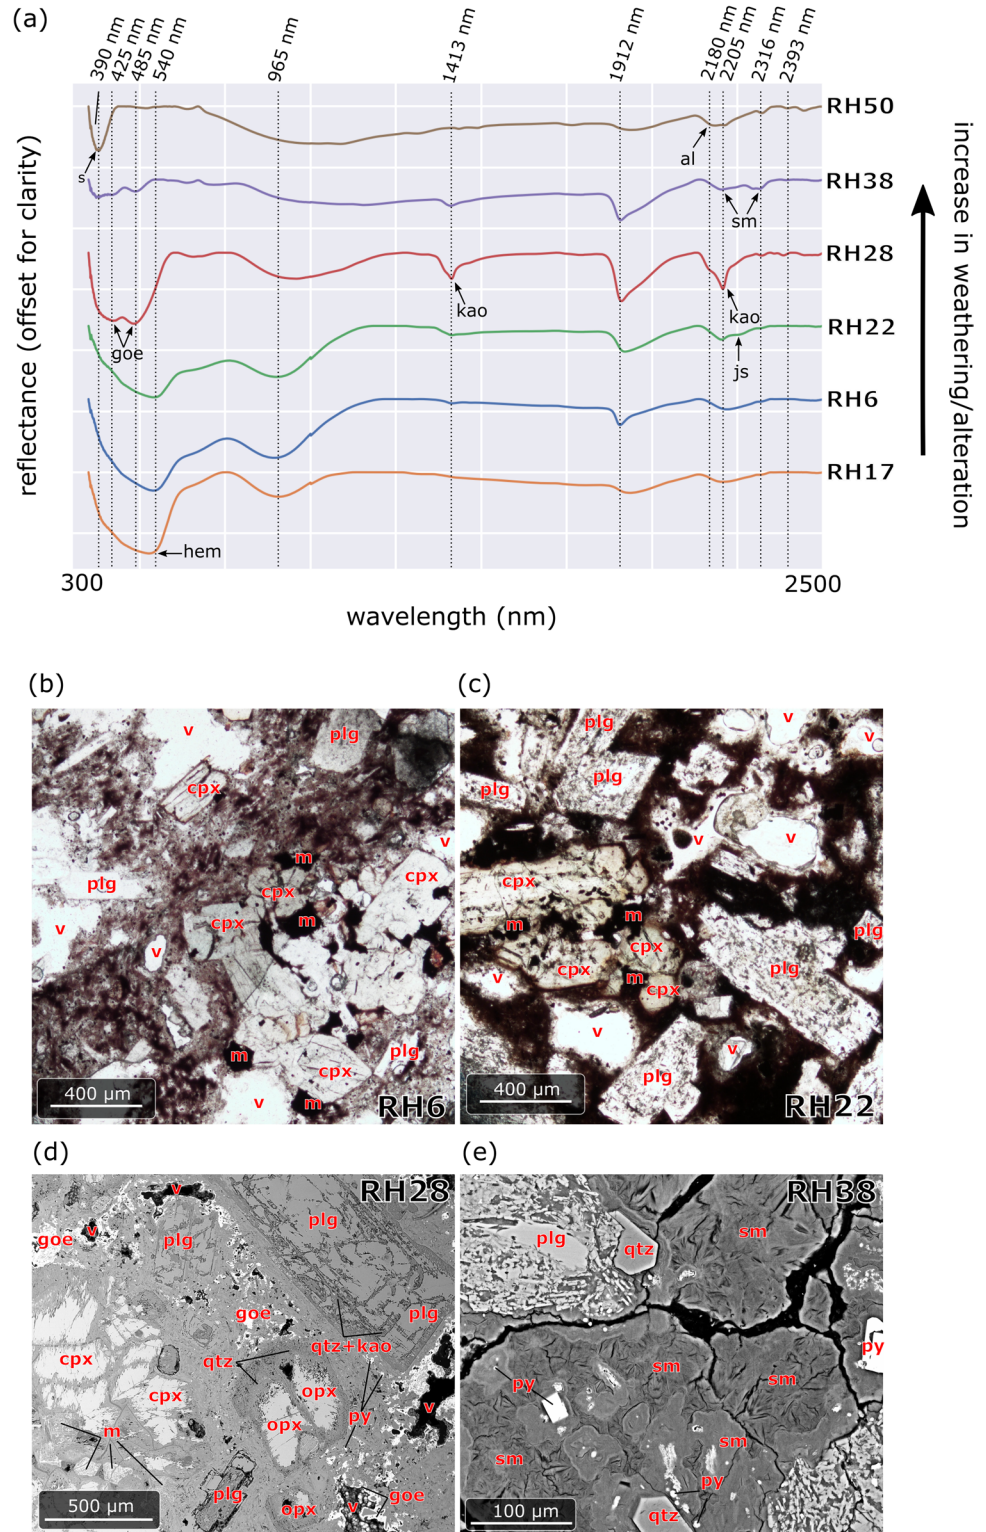 (a)
390 nm
425 nm
485 nm
540 nm
965 nm
1413 nm
1912 nm
2180 nm
2205 nm
2316 nm
2393 nm
reflectance (offset for clarity)
RH50
s
al
RH38
sm
RH28
goe
kao
kao
RH22
js
RH6
RH17
hem
increase in weathering/alteration
300
2500
wavelength (nm)
(b)
v
plg
cpx
v
m
plg
cpx
cpx
m
cpx
v
v
m
plg
cpx
v
m
400 µm
RH6
(c)
plg
v
v
plg
plg
v
v
cpx
m
m
plg
cpx
cpx
plg
v
m
cpx
v
v
plg
400 µm
RH22
(d)
v
RH28
plg
v
goe
plg
goe
plg
qtz+kao
cpx
qtz
cpx
opx
v
py
opx
m
plg
goe
v
opx
500 µm
(e)
RH38
sm
plg
qtz
py
sm
py
sm
sm
sm
py
qtz
100 µm